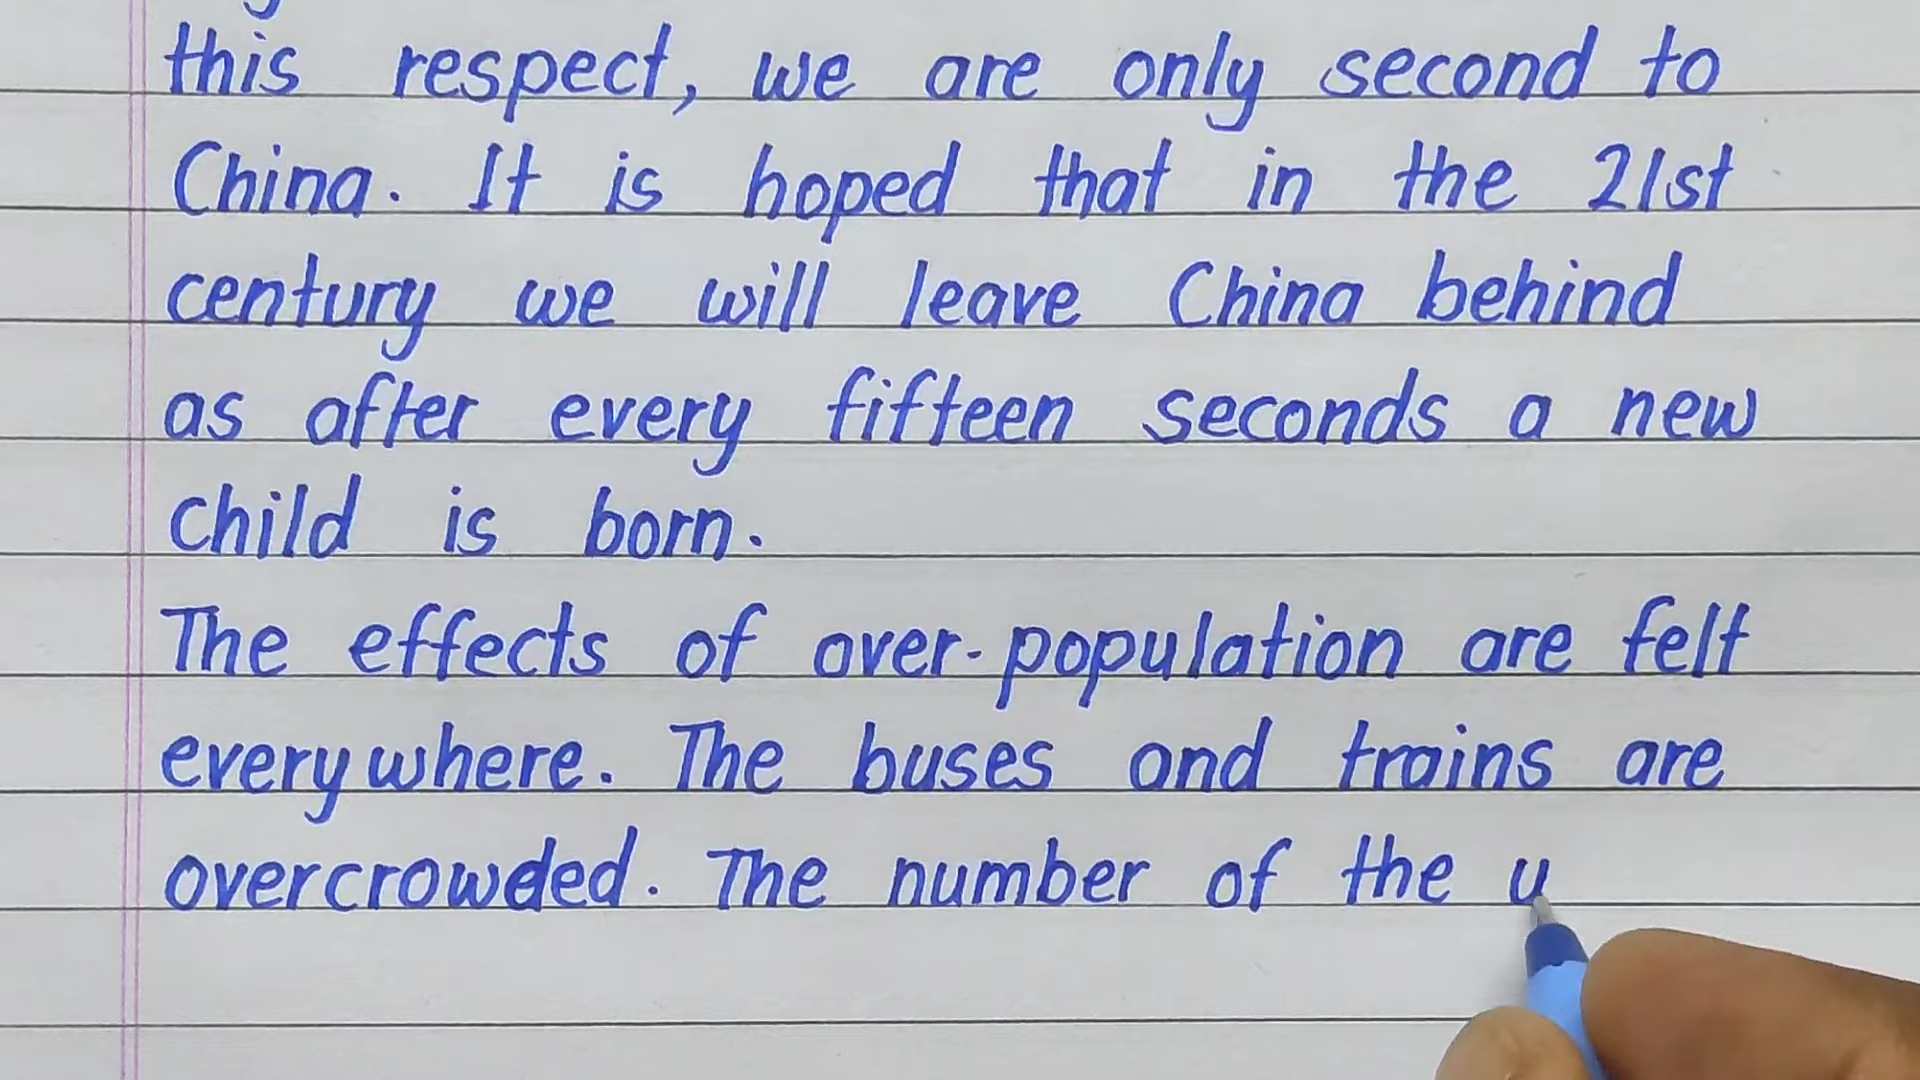 this respect, we are only second to
China. It is hoped that in the 21st
century we will leave China behind
as after every fifteen seconds a new
child is born.
The effects of over-population are felt
everywhere. The buses and trains are
overcrowded. The number of the u